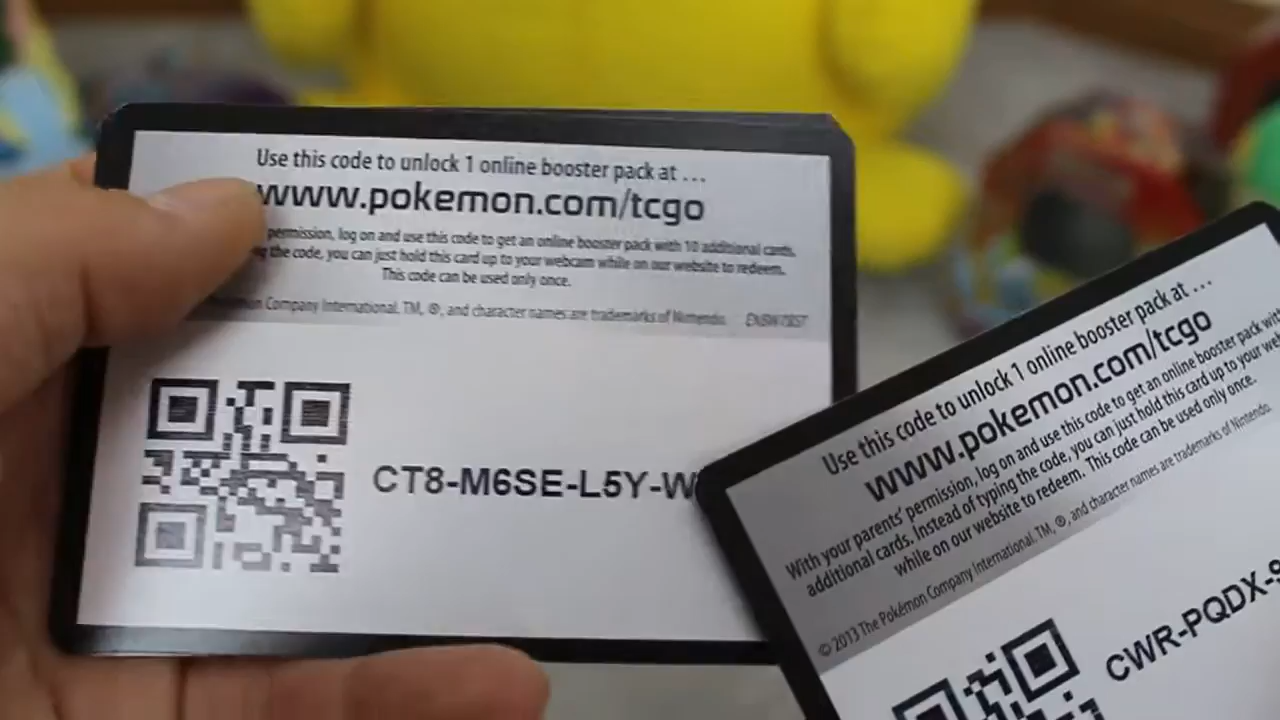 Use this code to unlock 1 online booster pack at ...
www.pokemon.com/tcgo
permission, log on and use this code to get an online booster pack with 10 additional cards.
the code, you can just hold this card up to your webcam while on our website to redeem.
This code can be used only once.
Company International. TM, ®, and character names are trademarks of Nintendo.
CT8-M6SE-L5Y-W
Use this code to unlock 1 online booster pack at ...
www.pokemon.com/tcgo
With your parents' permission, log on and use this code to get an online booster pack with
additional cards. Instead of typing the code, you can just hold this card up to your
while on our website to redeem. This code can be used only once.
© 2013 The Pokémon Company International. TM, ®, and character names are trademarks of Nintendo.
CWR-PQDX-9